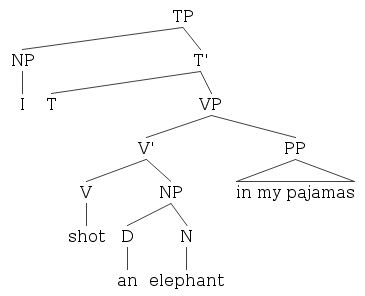 TP
NP T'
I T VP
V' PP
V NP in my pajamas
shot D N
an elephant